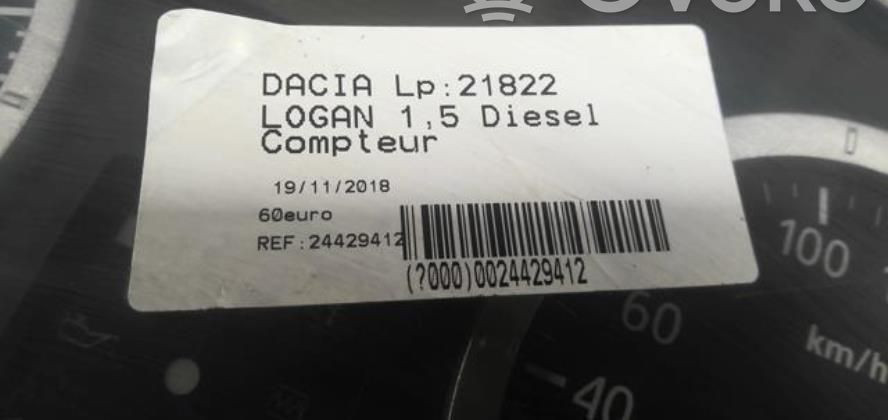 DACIA Lp:21822
LOGAN 1,5 Diesel
Compteur
19/11/2018
60euro
REF:24429412
(?000)0024429412
100
60
km/h
40